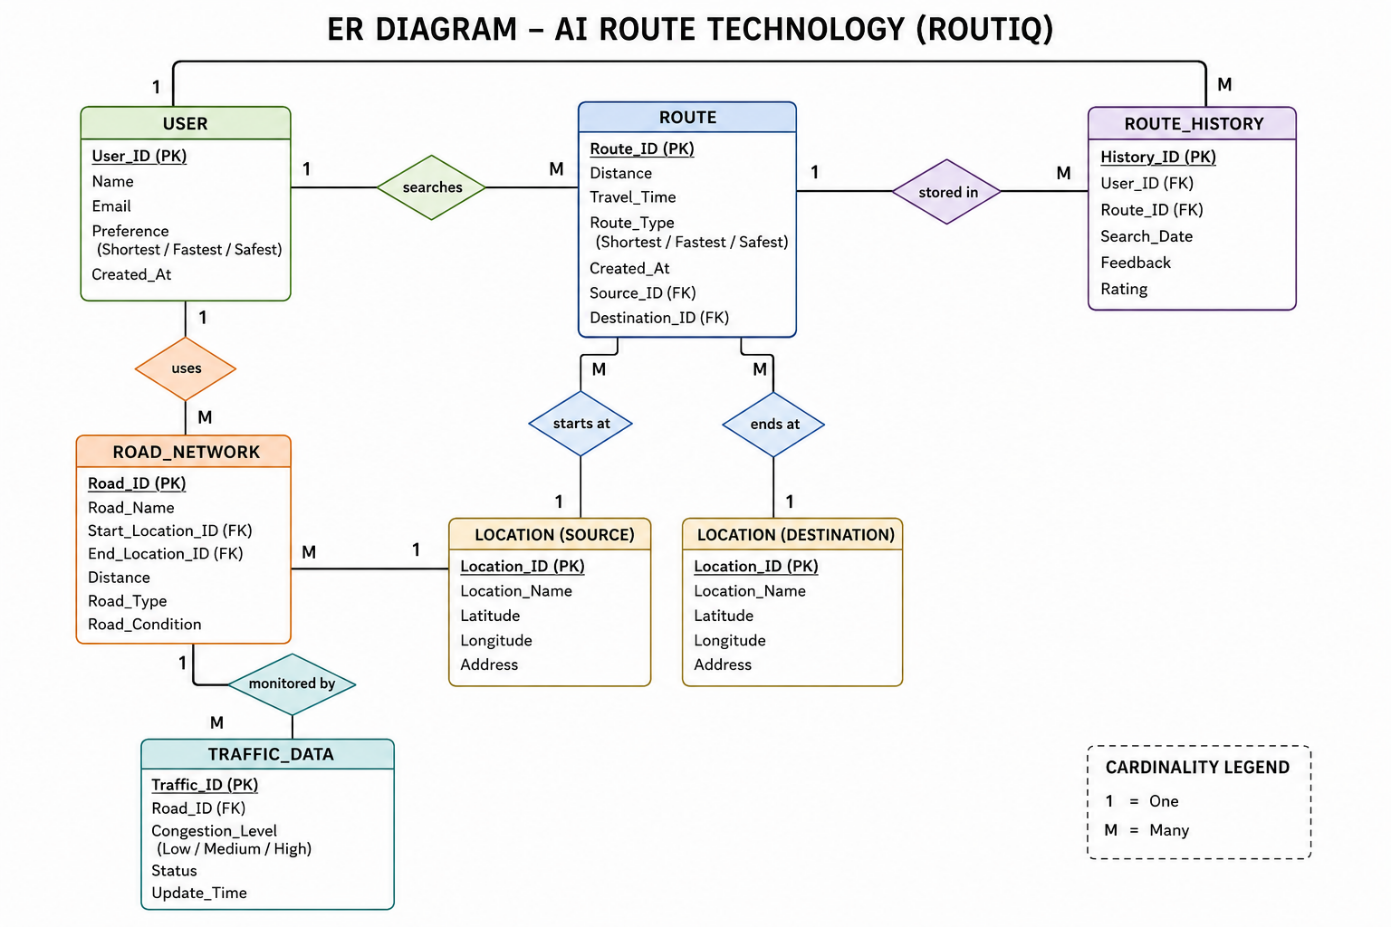 ER DIAGRAM – AI ROUTE TECHNOLOGY (ROUTIQ)
1
M
USER
User_ID (PK)
Name
Email
Preference
(Shortest / Fastest / Safest)
Created_At
1
searches
M
ROUTE
Route_ID (PK)
Distance
Travel_Time
Route_Type
(Shortest / Fastest / Safest)
Created_At
Source_ID (FK)
Destination_ID (FK)
1
stored in
M
ROUTE_HISTORY
History_ID (PK)
User_ID (FK)
Route_ID (FK)
Search_Date
Feedback
Rating
1
uses
M
M
starts at
1
M
ends at
1
ROAD_NETWORK
Road_ID (PK)
Road_Name
Start_Location_ID (FK)
End_Location_ID (FK)
Distance
Road_Type
Road_Condition
M
1
LOCATION (SOURCE)
Location_ID (PK)
Location_Name
Latitude
Longitude
Address
LOCATION (DESTINATION)
Location_ID (PK)
Location_Name
Latitude
Longitude
Address
1
monitored by
M
TRAFFIC_DATA
Traffic_ID (PK)
Road_ID (FK)
Congestion_Level
(Low / Medium / High)
Status
Update_Time
CARDINALITY LEGEND
1 = One
M = Many